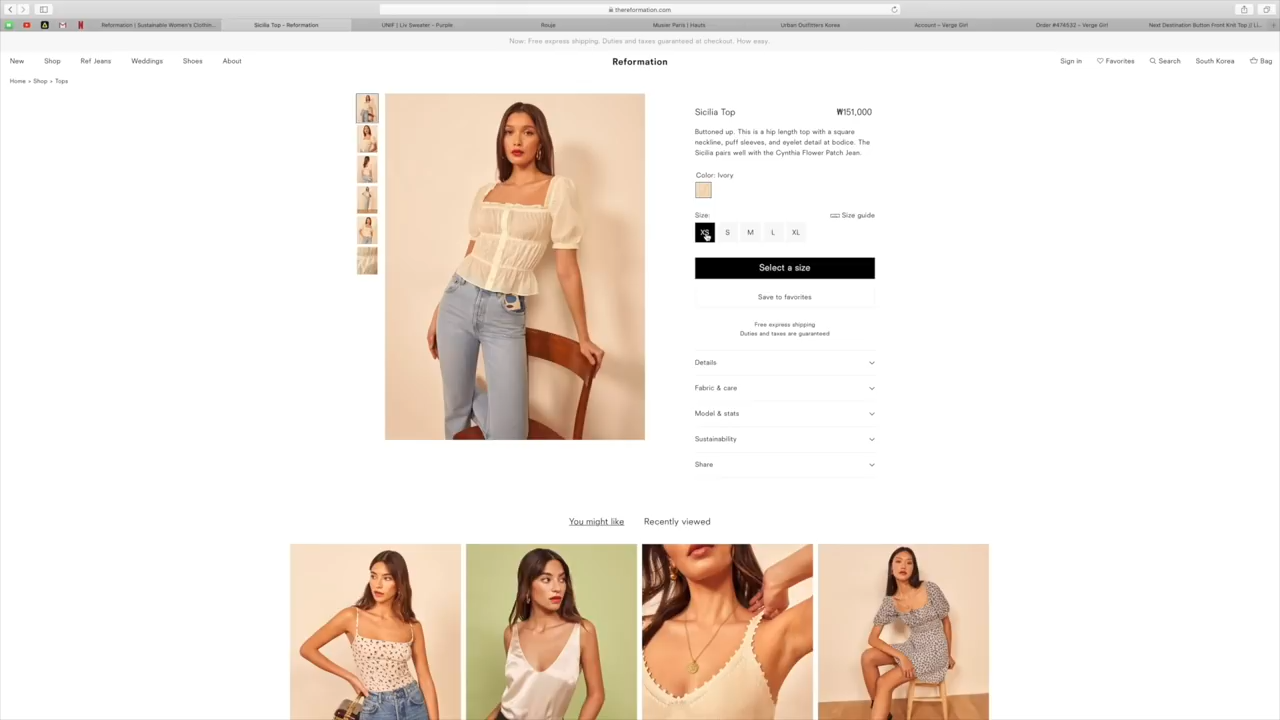 thereformation.com
Reformation | Sustainable Women's Clothin...
Sicilia Top - Reformation
UNIF | Liv Sweater - Purple
Rouje
Musier Paris | Hauts
Urban Outfitters Korea
Account – Verge Girl
Order #476532 – Verge Girl
Next Destination Button Front Knit Top // Li...
Now: Free express shipping. Duties and taxes guaranteed at checkout. How easy.
New
Shop
Ref Jeans
Weddings
Shoes
About
Reformation
Sign in
Favorites
Search
South Korea
Bag
Home » Shop » Tops
Sicilia Top
₩151,000
Buttoned up. This is a hip length top with a square
neckline, puff sleeves, and eyelet detail at bodice. The
Sicilia pairs well with the Cynthia Flower Patch Jean.
Color: Ivory
Size:
Size guide
XS
S
M
L
XL
Select a size
Save to favorites
Free express shipping
Duties and taxes are guaranteed
Details
Fabric & care
Model & stats
Sustainability
Share
You might like
Recently viewed